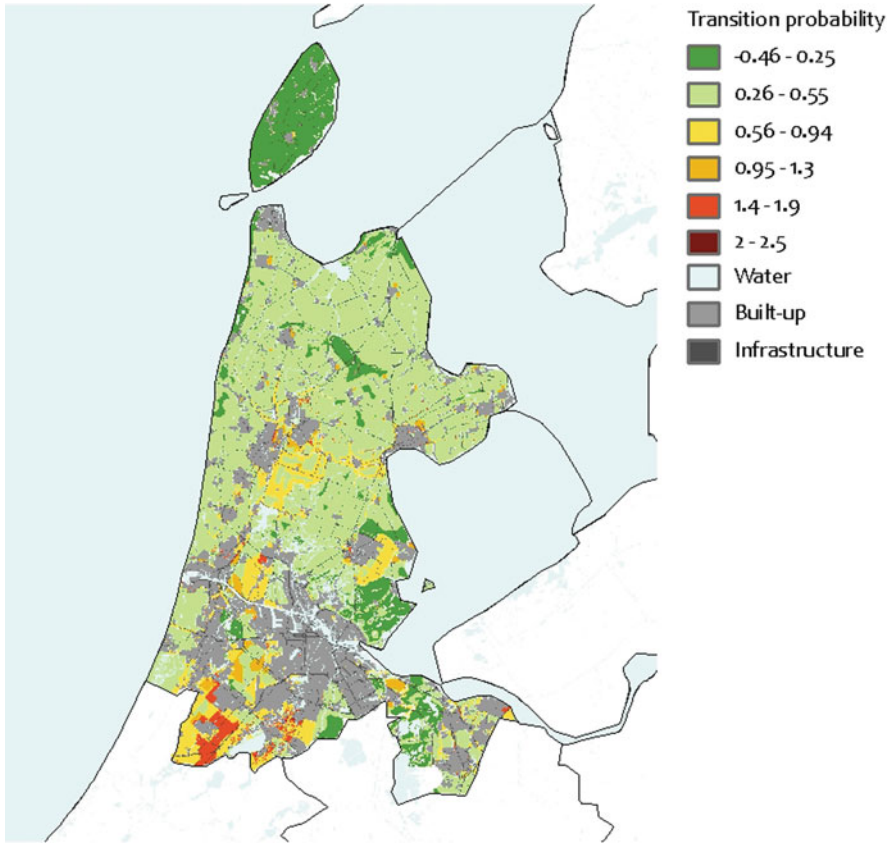 Transition probability
-0.46 - 0.25
0.26 - 0.55
0.56 - 0.94
0.95 - 1.3
1.4 - 1.9
2 - 2.5
Water
Built-up
Infrastructure